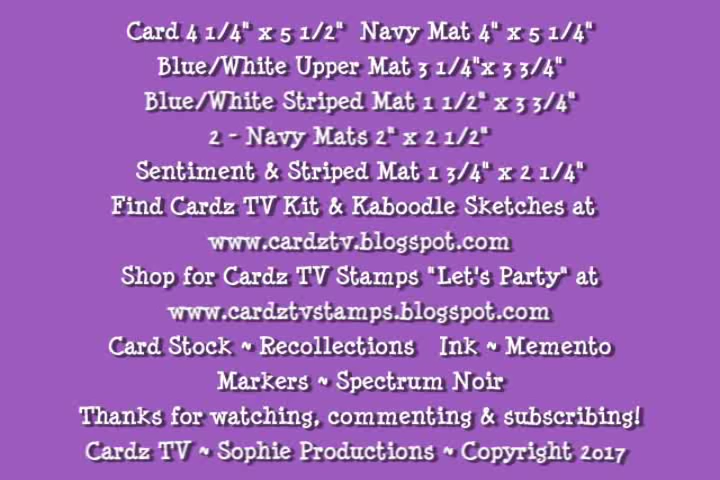 Card 4 1/4" x 5 1/2"  Navy Mat 4" x 5 1/4"
Blue/White Upper Mat 3 1/4"x 3 3/4"
Blue/White Striped Mat 1 1/2" x 3 3/4"
2 - Navy Mats 2" x 2 1/2"
Sentiment & Striped Mat 1 3/4" x 2 1/4"
Find Cardz TV Kit & Kaboodle Sketches at
www.cardztv.blogspot.com
Shop for Cardz TV Stamps "Let's Party" at
www.cardztvstamps.blogspot.com
Card Stock ~ Recollections   Ink ~ Memento
Markers ~ Spectrum Noir
Thanks for watching, commenting & subscribing!
Cardz TV ~ Sophie Productions ~ Copyright 2017